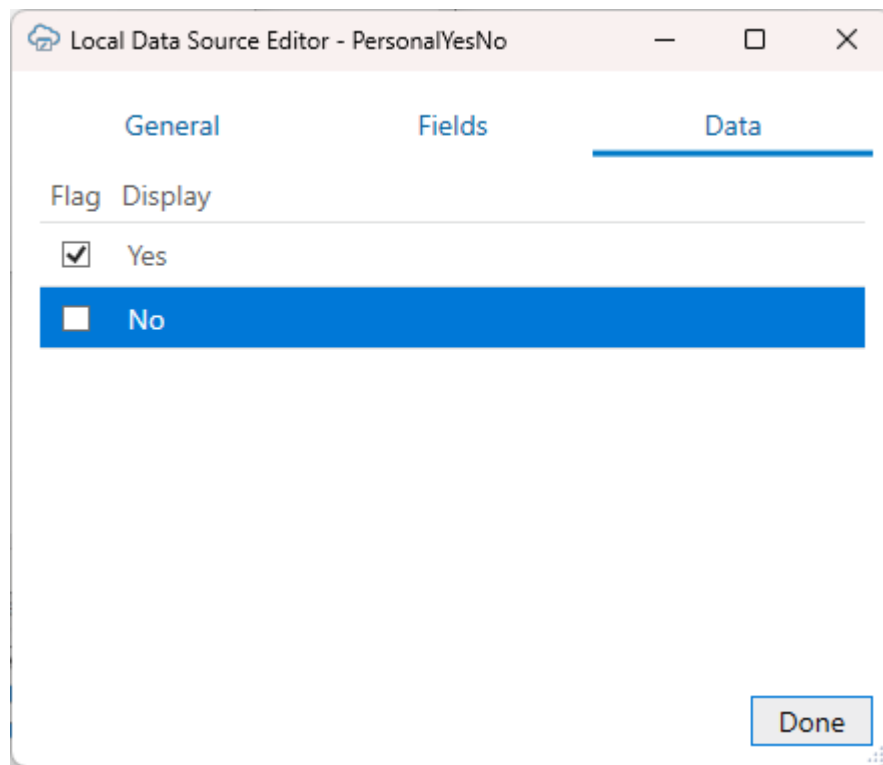 Local Data Source Editor - PersonalYesNo
General Fields Data
Flag Display
Yes
No
Done